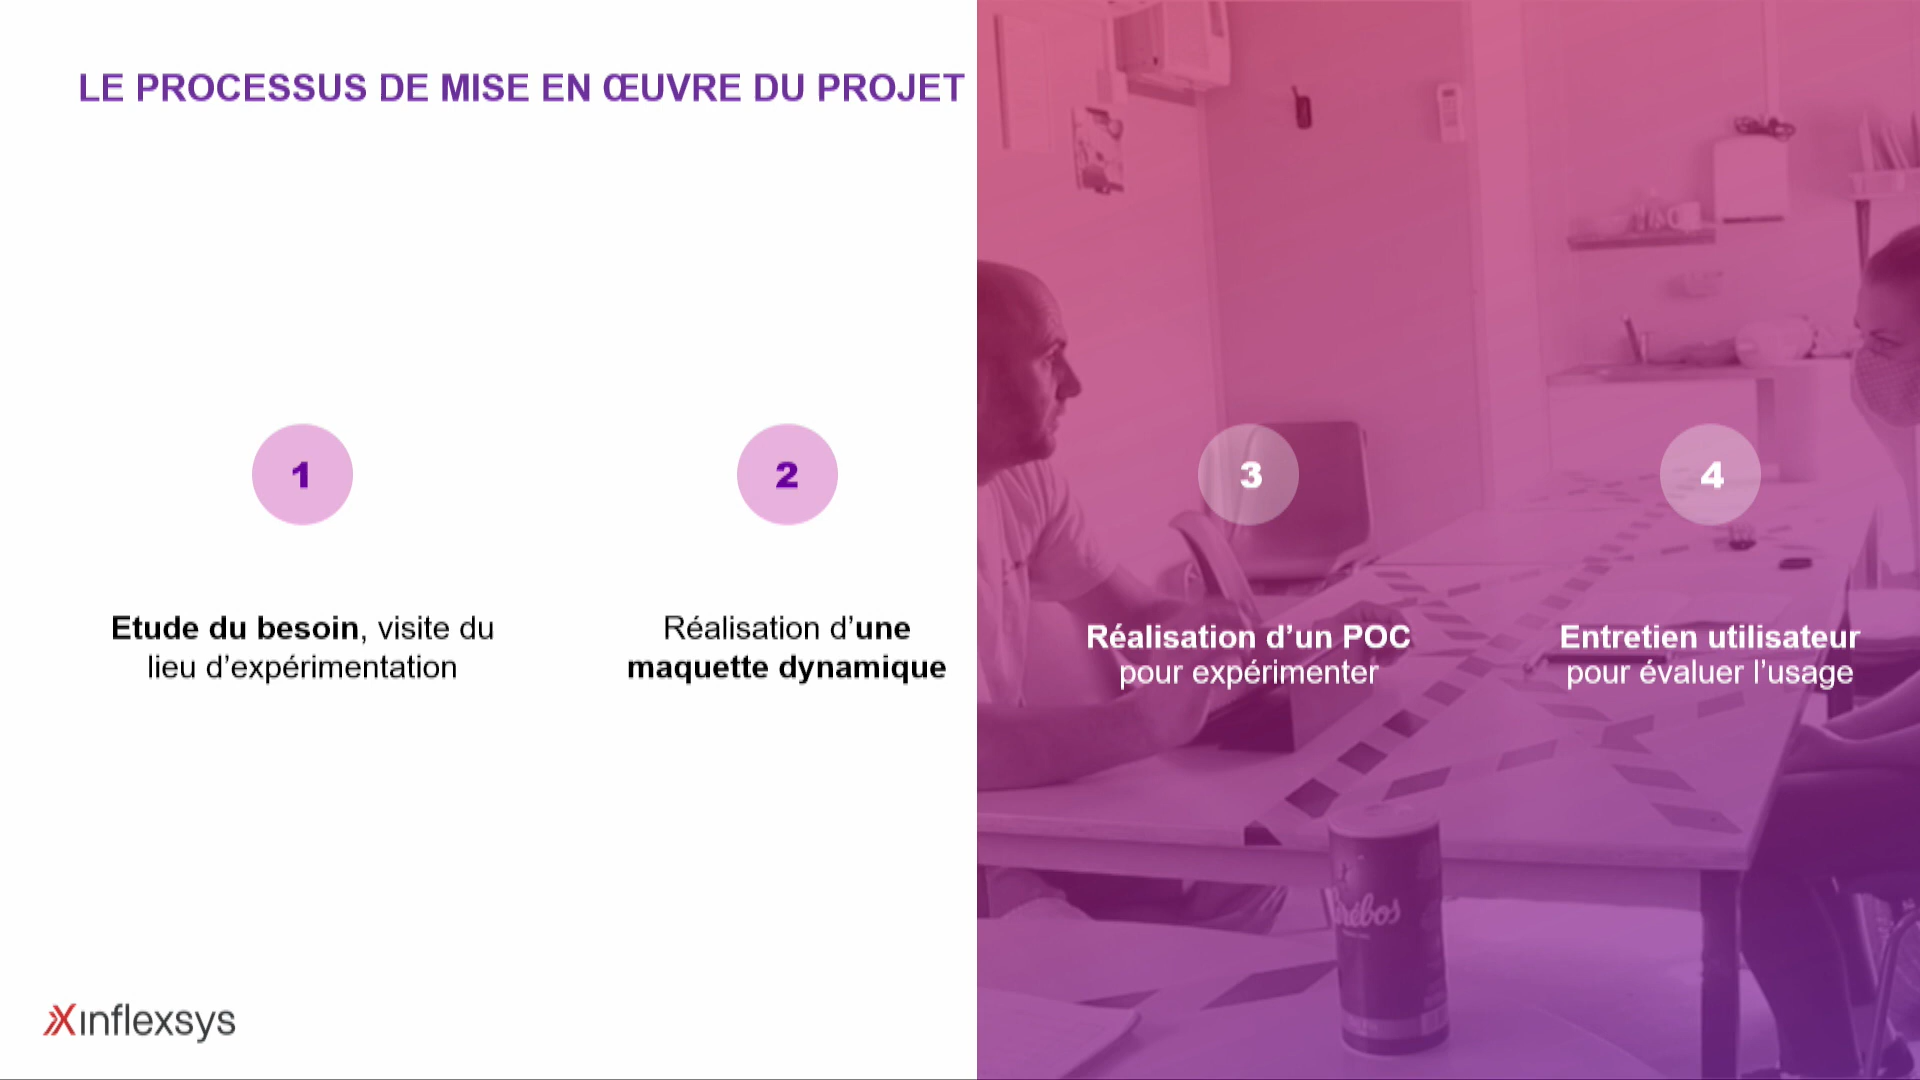 LE PROCESSUS DE MISE EN ŒUVRE DU PROJET
1
Etude du besoin, visite du
lieu d’expérimentation
2
Réalisation d’une
maquette dynamique
3
Réalisation d’un POC
pour expérimenter
4
Entretien utilisateur
pour évaluer l’usage
inflexsys